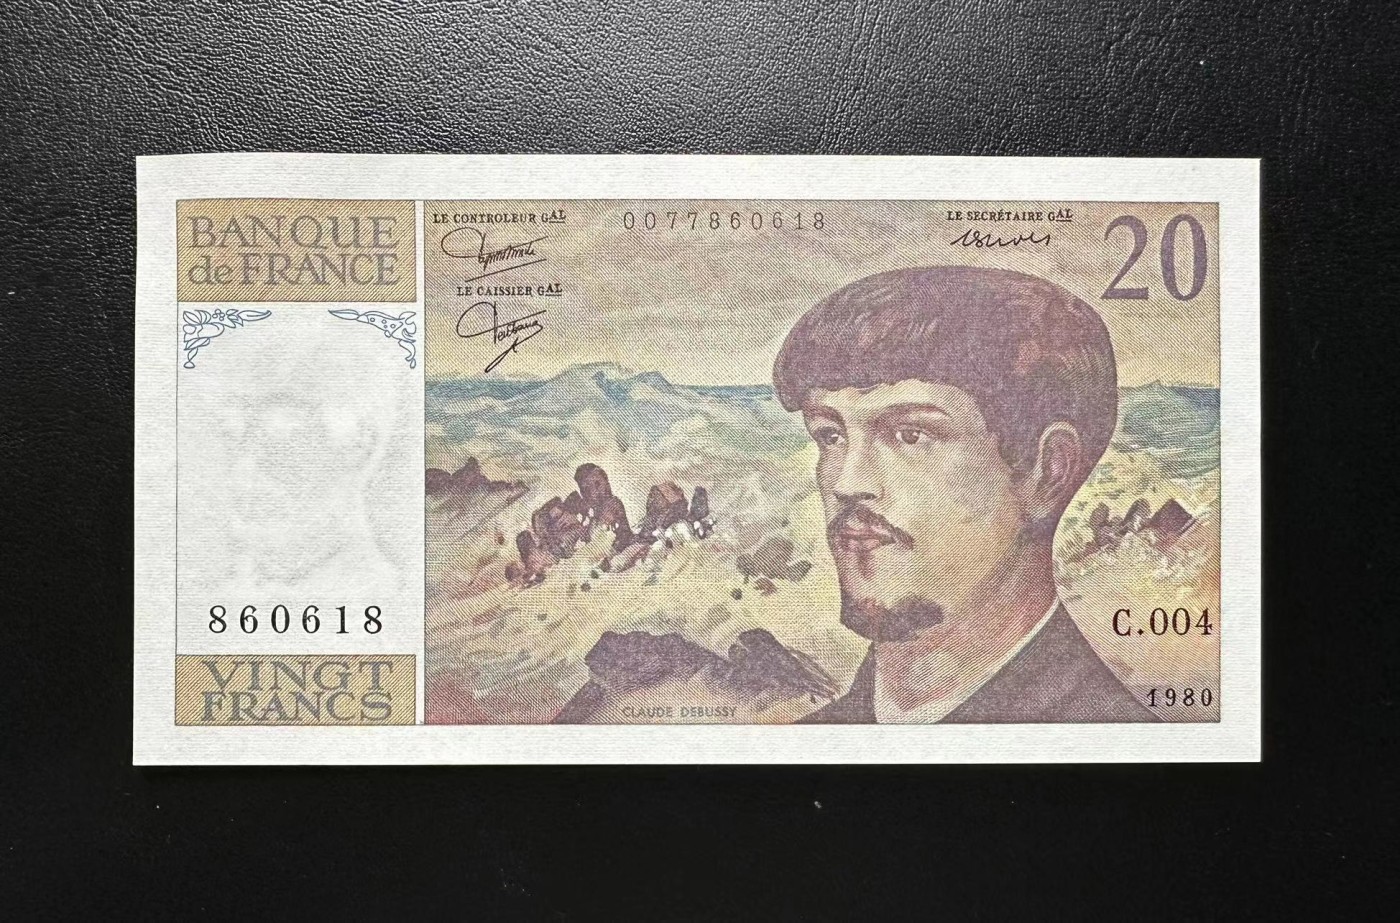 BANQUE
de FRANCE
LE CONTROLEUR GAL
0077860618
LE SECRÉTAIRE GAL
20
LE CAISSIER GAL
860618
C.004
VINGT
FRANCS
1980
CLAUDE DEBUSSY